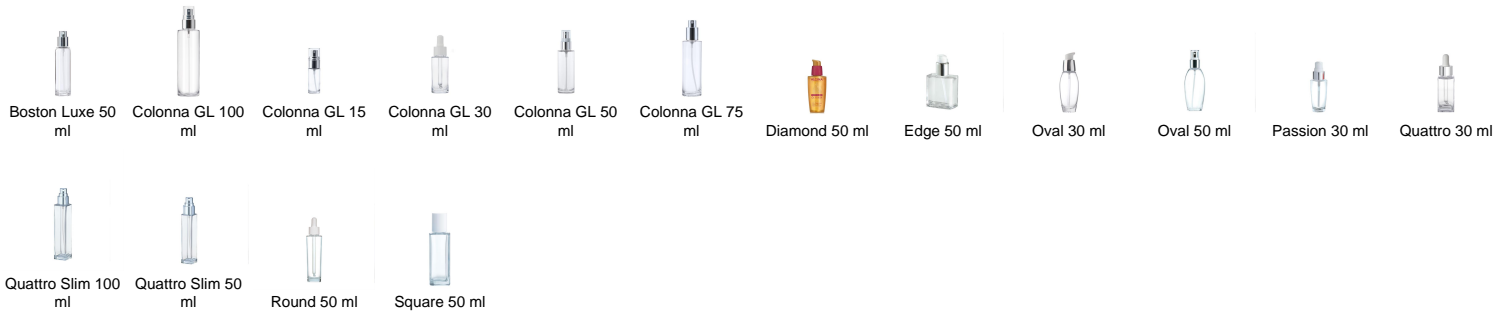 Boston Luxe 50
ml
Colonna GL 100
ml
Colonna GL 15
ml
Colonna GL 30
ml
Colonna GL 50
ml
Colonna GL 75
ml
Diamond 50 ml
Edge 50 ml
Oval 30 ml
Oval 50 ml
Passion 30 ml
Quattro 30 ml
Quattro Slim 100
ml
Quattro Slim 50
ml
Round 50 ml
Square 50 ml